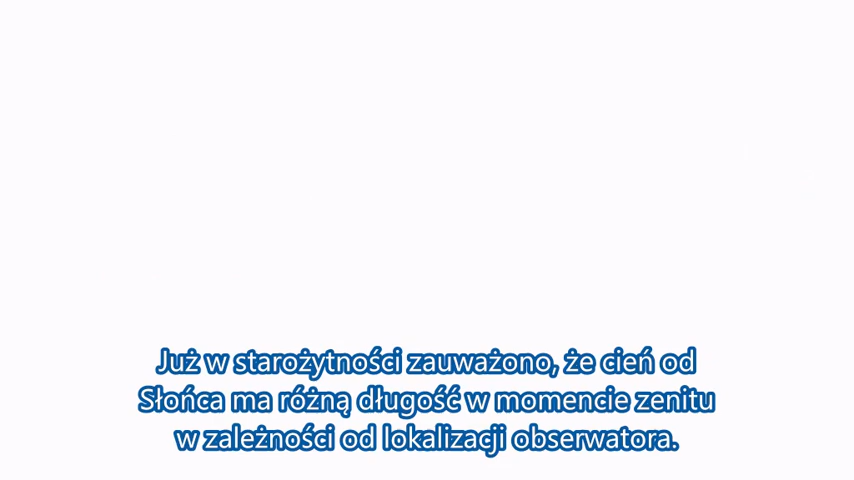 Już w starożytności zauważono, że cień od
Słońca ma różną długość w momencie zenitu
w zależności od lokalizacji obserwatora.